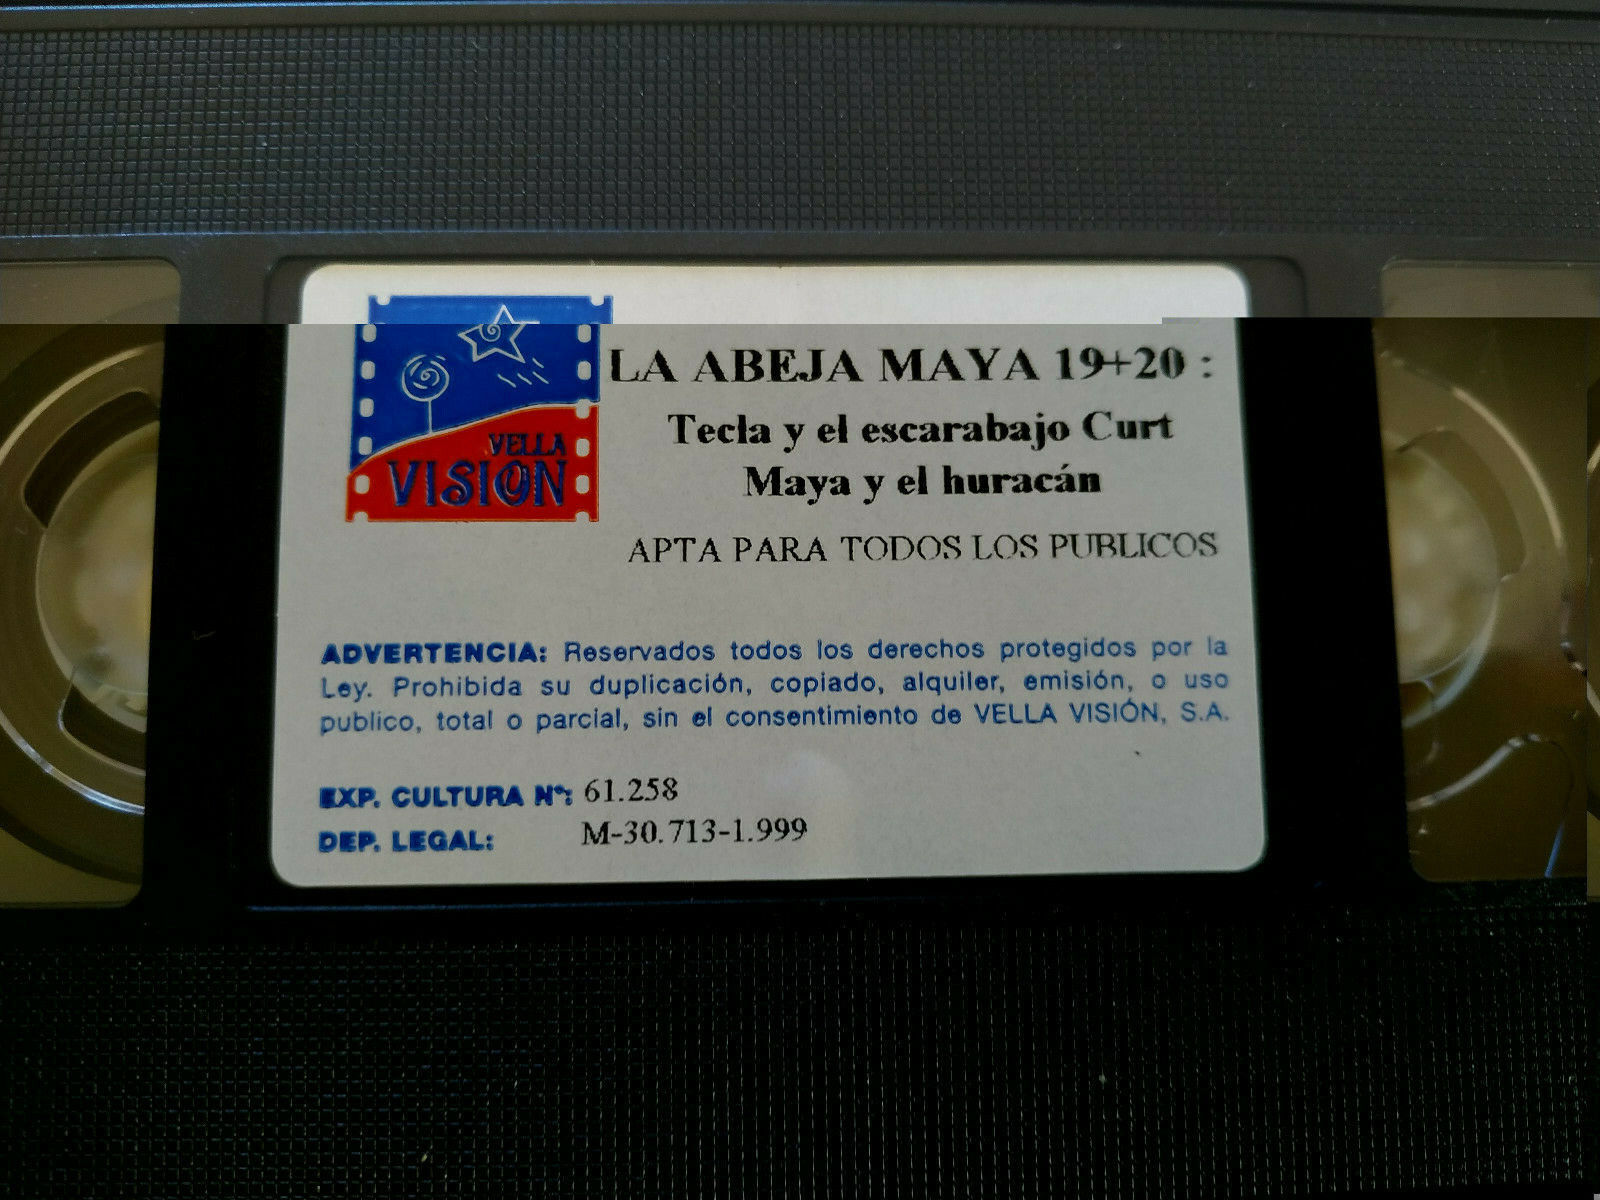 VELLA
VISION
LA ABEJA MAYA 19+20 :
Tecla y el escarabajo Curt
Maya y el huracán
APTA PARA TODOS LOS PUBLICOS
ADVERTENCIA: Reservados todos los derechos protegidos por la
Ley. Prohibida su duplicación, copiado, alquiler, emisión, o uso
publico, total o parcial, sin el consentimiento de VELLA VISIÓN, S.A.
EXP. CULTURA Nº: 61.258
DEP. LEGAL: M-30.713-1.999